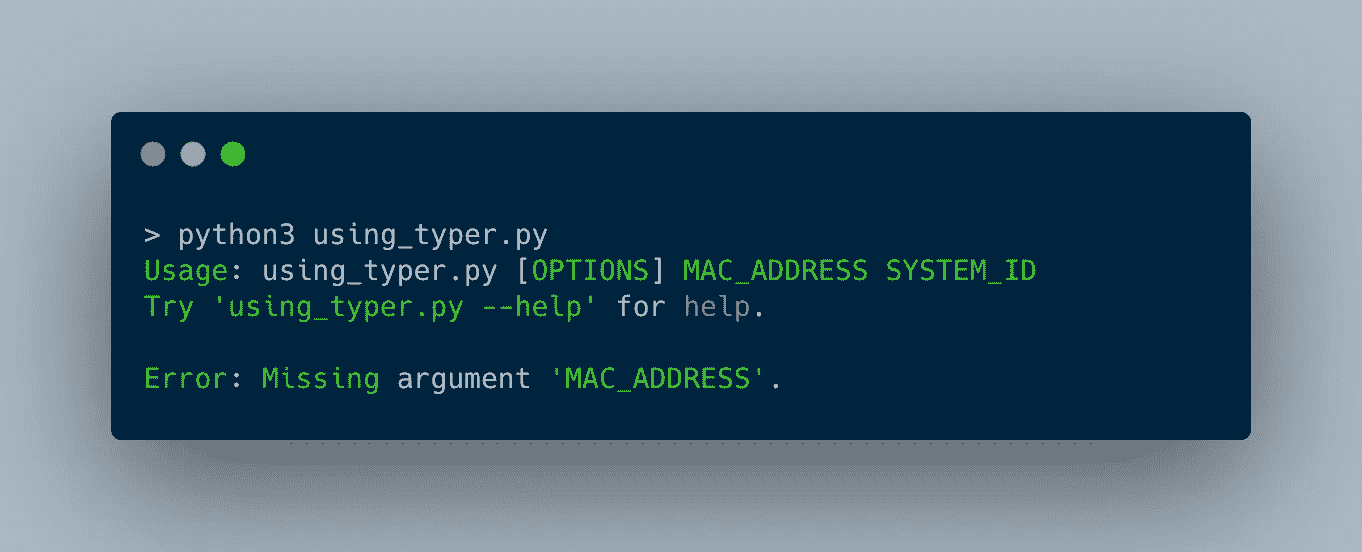 > python3 using_typer.py
Usage: using_typer.py [OPTIONS] MAC_ADDRESS SYSTEM_ID
Try 'using_typer.py --help' for help.
Error: Missing argument 'MAC_ADDRESS'.